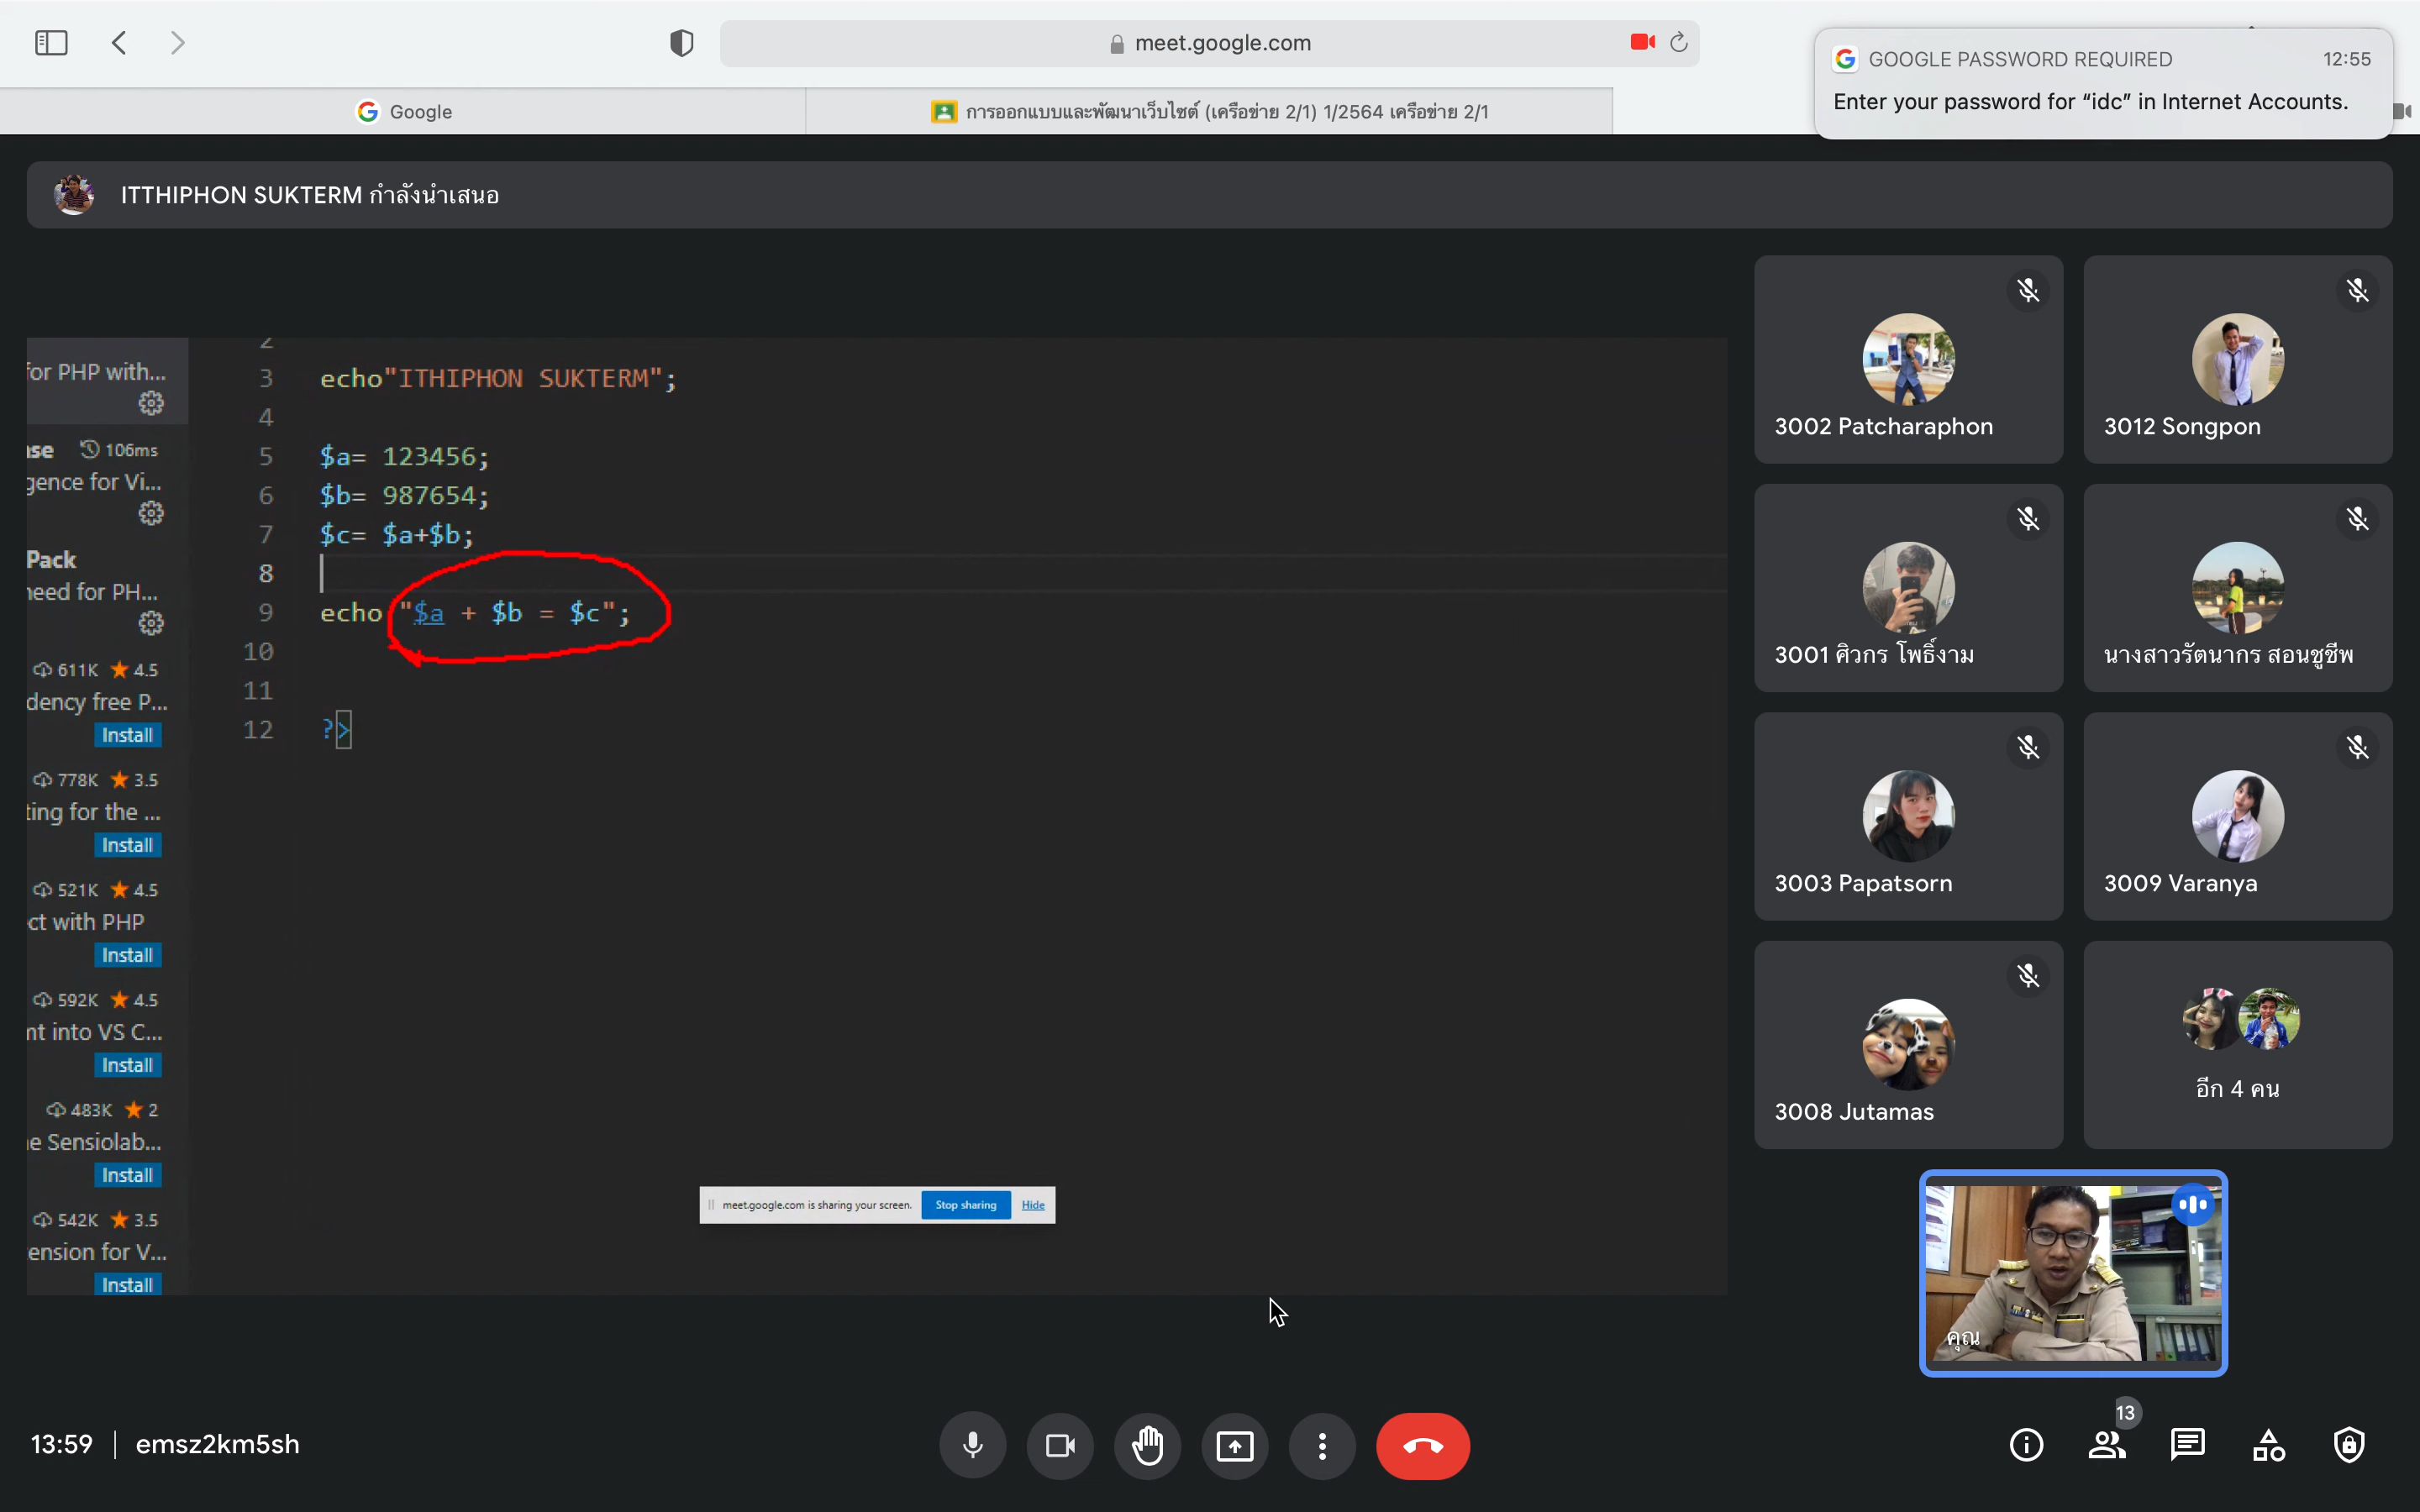 meet.google.com
GOOGLE PASSWORD REQUIRED 12:55
Enter your password for “idc” in Internet Accounts.
Google
การออกแบบและพัฒนาเว็บไซต์ (เครือข่าย 2/1) 1/2564 เครือข่าย 2/1
ITTHIPHON SUKTERM กำลังนำเสนอ
for PHP with...
106ms
gence for Vi...
Pack
need for PH...
611K 4.5
dency free P...
Install
778K 3.5
ting for the ...
Install
521K 4.5
ct with PHP
Install
592K 4.5
nt into VS C...
Install
483K 2
e Sensiolab...
Install
542K 3.5
ension for V...
Install
2
3 echo"ITHIPHON SUKTERM";
4
5 $a= 123456;
6 $b= 987654;
7 $c= $a+$b;
8
9 echo "$a + $b = $c";
10
11
12 ?>
meet.google.com is sharing your screen. Stop sharing Hide
3002 Patcharaphon
3012 Songpon
3001 ศิวกร โพธิ์งาม
นางสาวรัตนากร สอนชูชีพ
3003 Papatsorn
3009 Varanya
3008 Jutamas
อีก 4 คน
คุณ
13:59 | emsz2km5sh
13